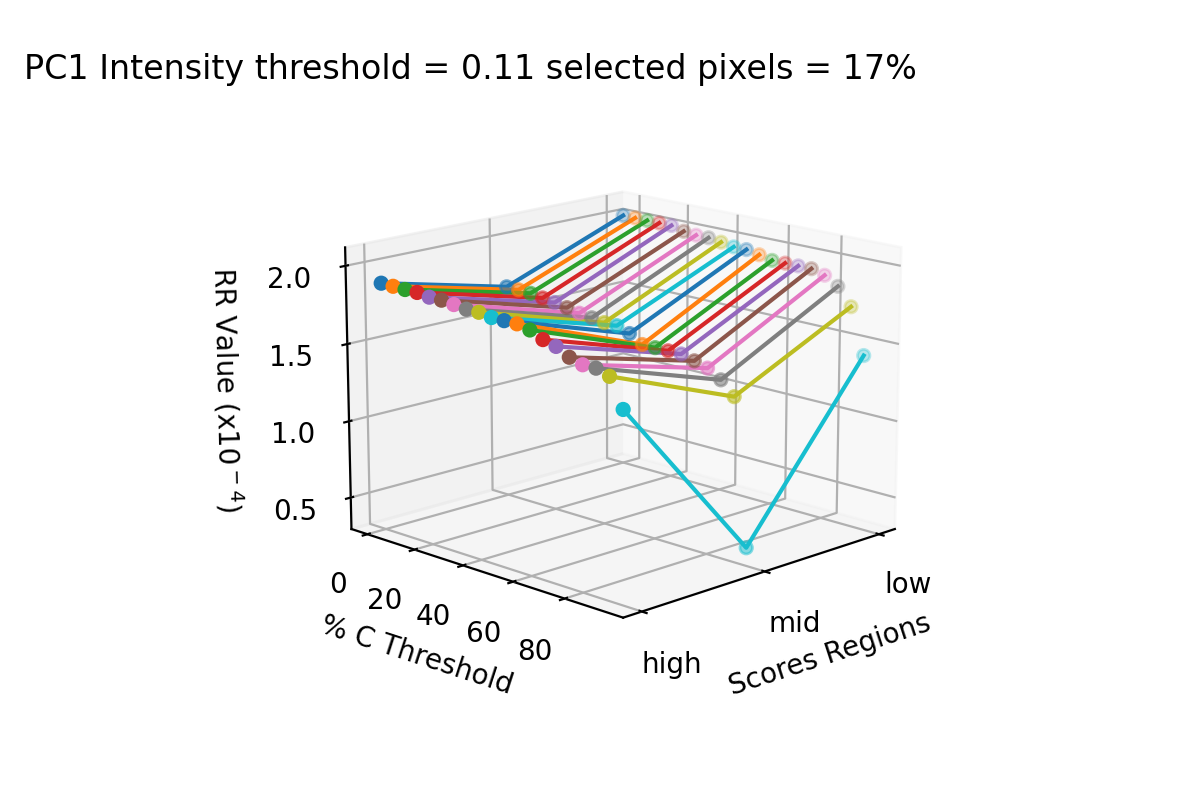 PC1 Intensity threshold = 0.11 selected pixels = 17%
RR Value (x10⁻⁴)
2.0
1.5
1.0
0.5
0
20
40
60
80
% C Threshold
high
mid
low
Scores Regions